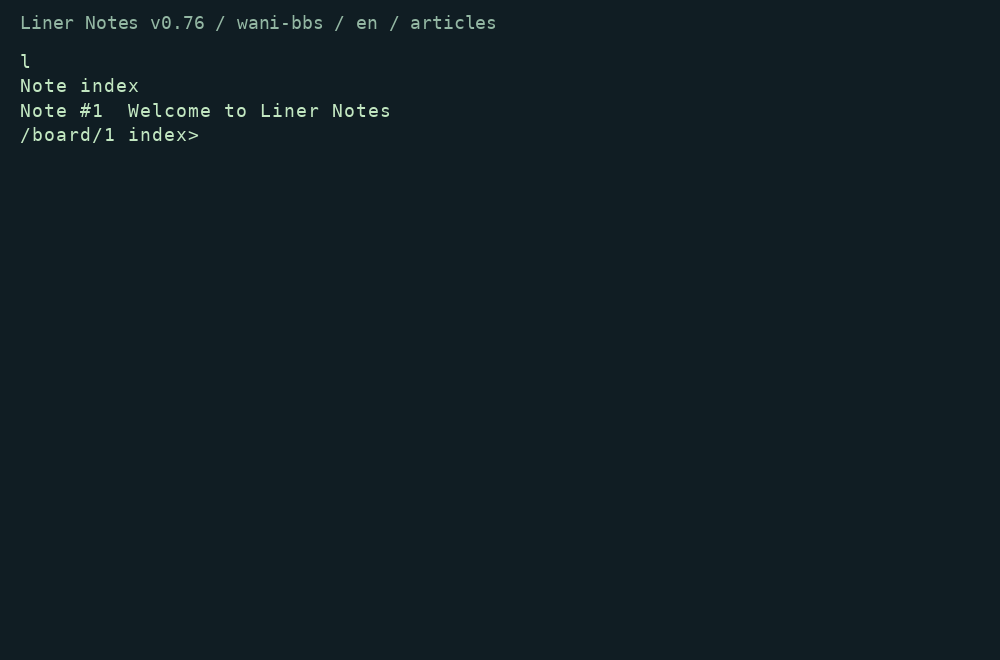 Liner Notes v0.76 / wani-bbs / en / articles
l
Note index
Note #1  Welcome to Liner Notes
/board/1 index>